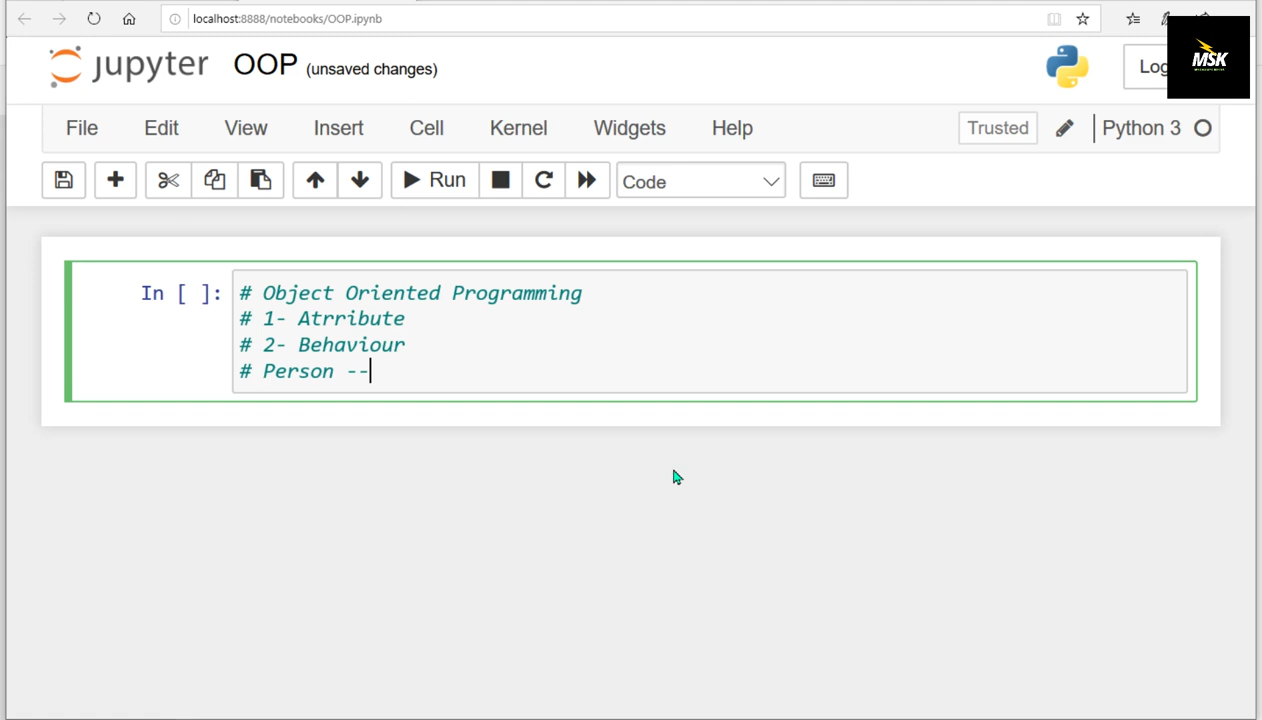 localhost:8888/notebooks/OOP.ipynb
jupyter OOP (unsaved changes)
Log
MSK
File Edit View Insert Cell Kernel Widgets Help Trusted Python 3
Run Code
In [ ]: # Object Oriented Programming
# 1- Atrribute
# 2- Behaviour
# Person --